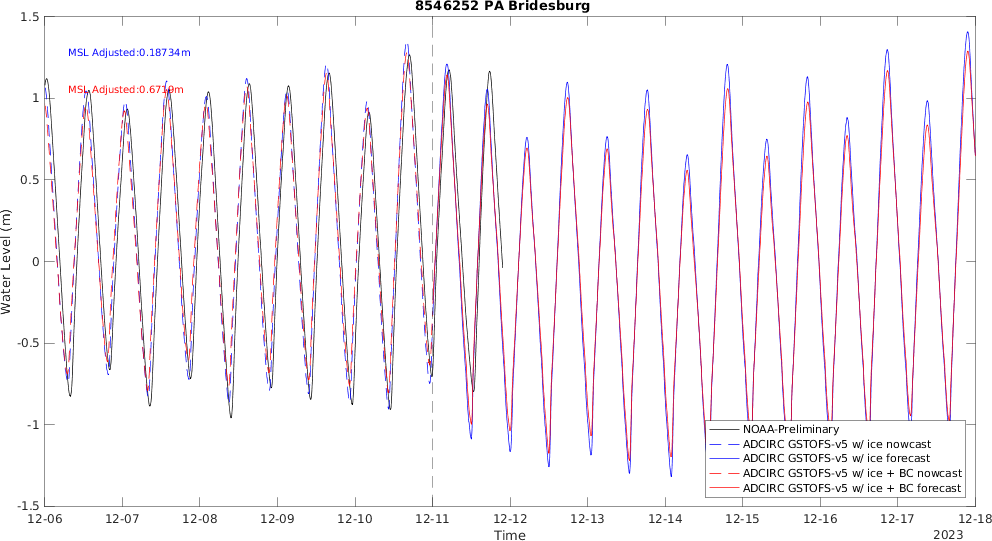 8546252 PA Bridesburg
MSL Adjusted:0.18734m
MSL Adjusted:0.6719m
Water Level (m)
1.5
1
0.5
0
-0.5
-1
-1.5
NOAA-Preliminary
ADCIRC GSTOFS-v5 w/ ice nowcast
ADCIRC GSTOFS-v5 w/ ice forecast
ADCIRC GSTOFS-v5 w/ ice + BC nowcast
ADCIRC GSTOFS-v5 w/ ice + BC forecast
12-06 12-07 12-08 12-09 12-10 12-11 12-12 12-13 12-14 12-15 12-16 12-17 12-18
Time
2023